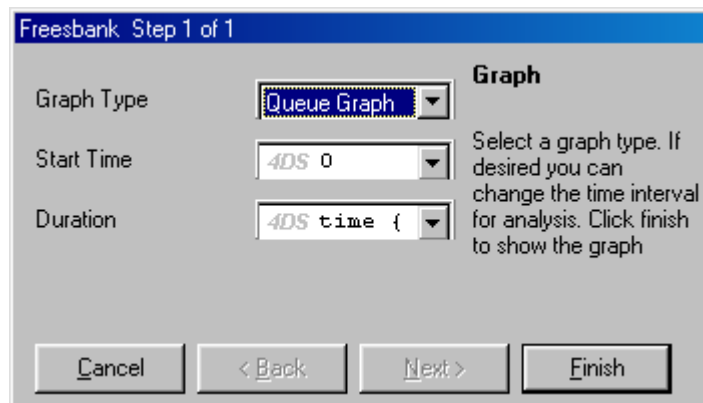 Freesbank Step 1 of 1
Graph Type
Queue Graph
Start Time
4DS 0
Duration
4DS time {
Graph
Select a graph type. If
desired you can
change the time interval
for analysis. Click finish
to show the graph
Cancel
< Back
Next >
Finish